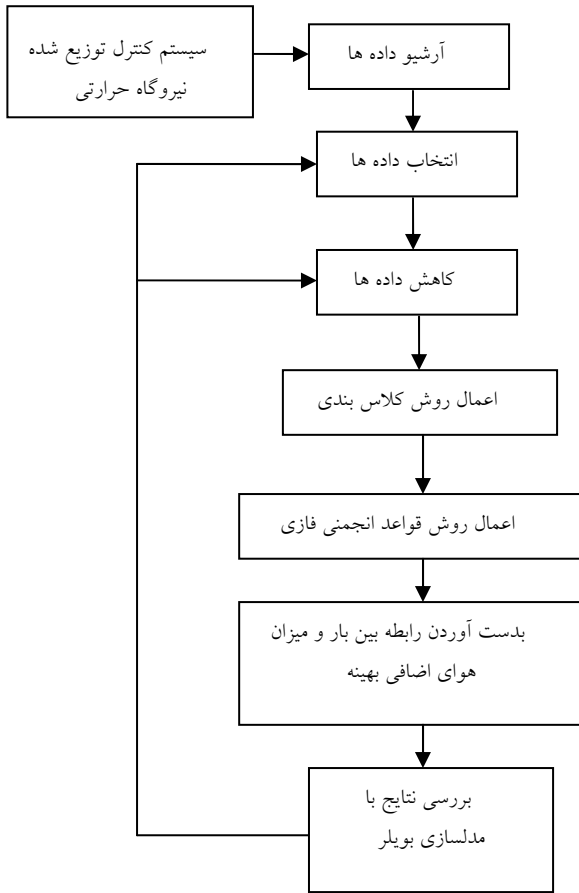 سیستم کنترل توزیع شده
نیروگاه حرارتی
آرشیو داده ها
انتخاب داده ها
کاهش داده ها
اعمال روش کلاس بندی
اعمال روش قواعد انجمنی فازی
بدست آوردن رابطه بین بار و میزان
هوای اضافی بهینه
بررسی نتایج با
مدلسازی بویلر